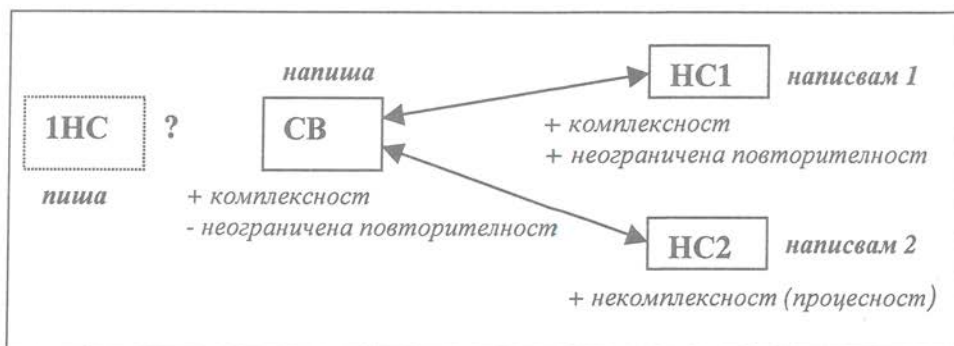 напиша
НС1 написвам 1
1НС ? СВ
+ комплексност
+ неограничена повторителност
пиша
+ комплексност
- неограничена повторителност
НС2 написвам 2
+ некомплексност (процесност)